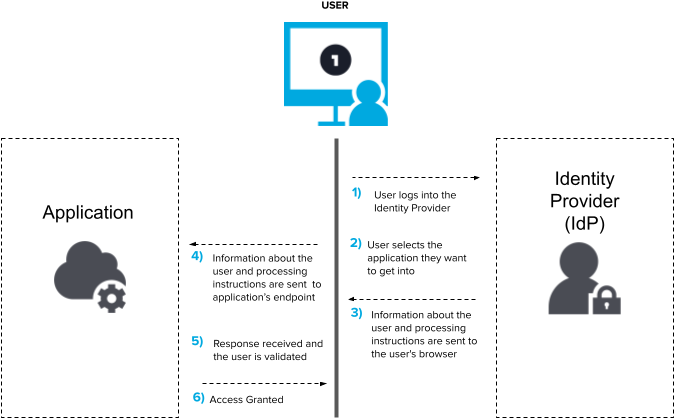 USER
1
Application
Identity
Provider
(IdP)
1) User logs into the
Identity Provider
2) User selects the
application they want
to get into
3) Information about the
user and processing
instructions are sent to
the user's browser
4) Information about the
user and processing
instructions are sent to
application's endpoint
5) Response received and
the user is validated
6) Access Granted